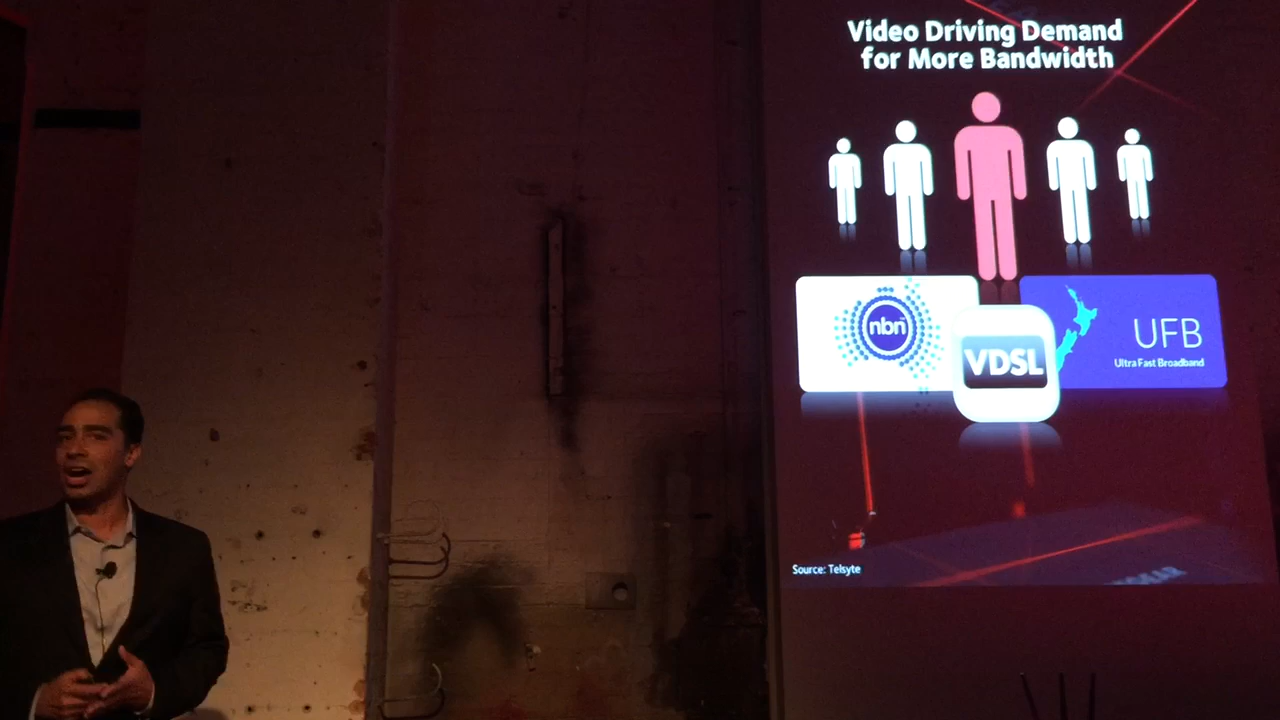 Video Driving Demand
for More Bandwidth
nbn
VDSL
UFB
Ultra Fast Broadband
Source: Telsyte